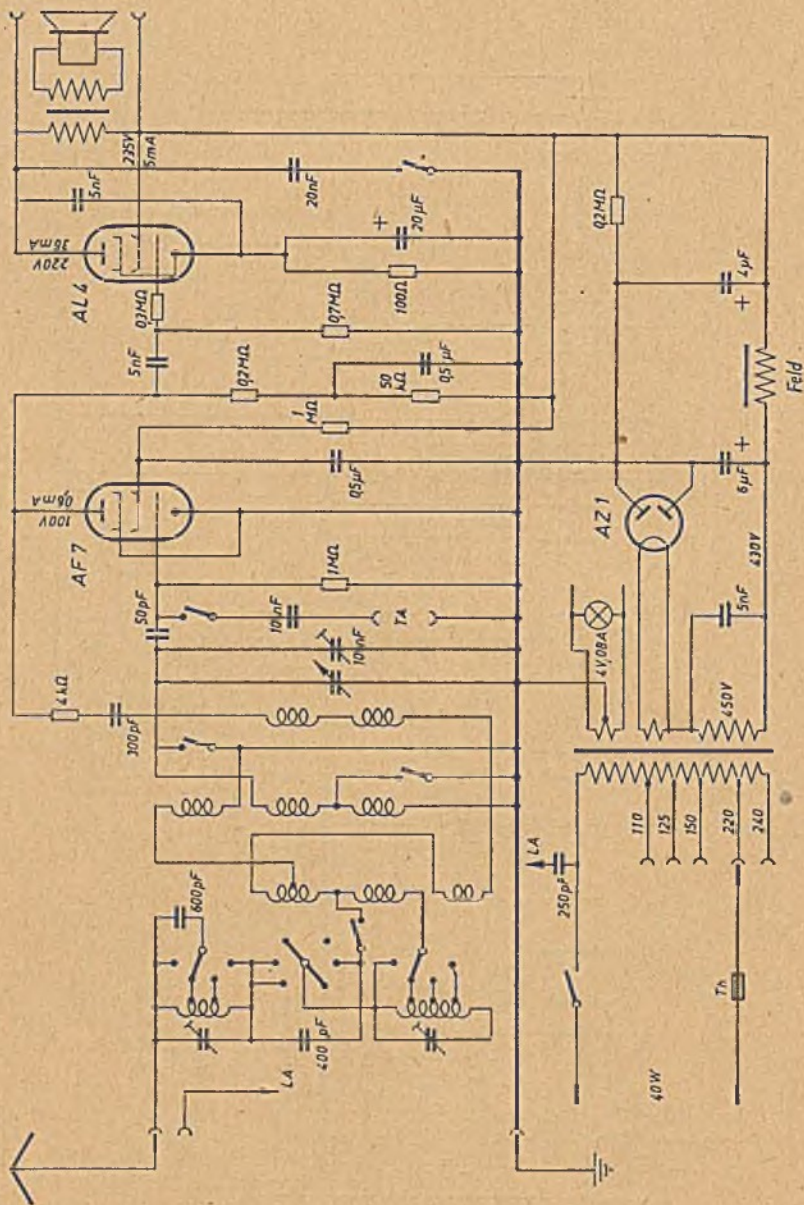 600pF
400pF
LA
4kΩ
300pF
50pF
10nF
10nF
TA
1MΩ
AF7
100V
0,6mA
0,5µF
1
MΩ
50
kΩ
0,5µF
0,2MΩ
5nF
0,3MΩ
0,7MΩ
AL4
220V
36mA
5nF
100Ω
20µF
+
20nF
235V
5mA
LA
250pF
40W
Th
110
125
150
220
240
4V,0,8A
450V
5nF
430V
AZ1
6µF
+
Feld
4µF
+
0,2MΩ